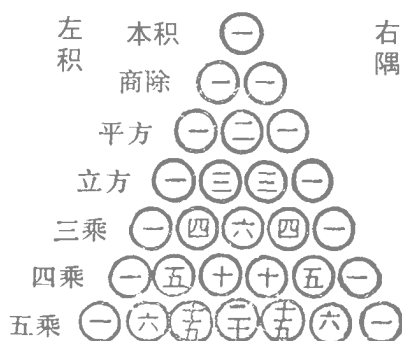 左积
右隅
本积 一
商除 一 一
平方 一 二 一
立方 一 三 三 一
三乘 一 四 六 四 一
四乘 一 五 十 十 五 一
五乘 一 六 十五 二十 十五 六 一